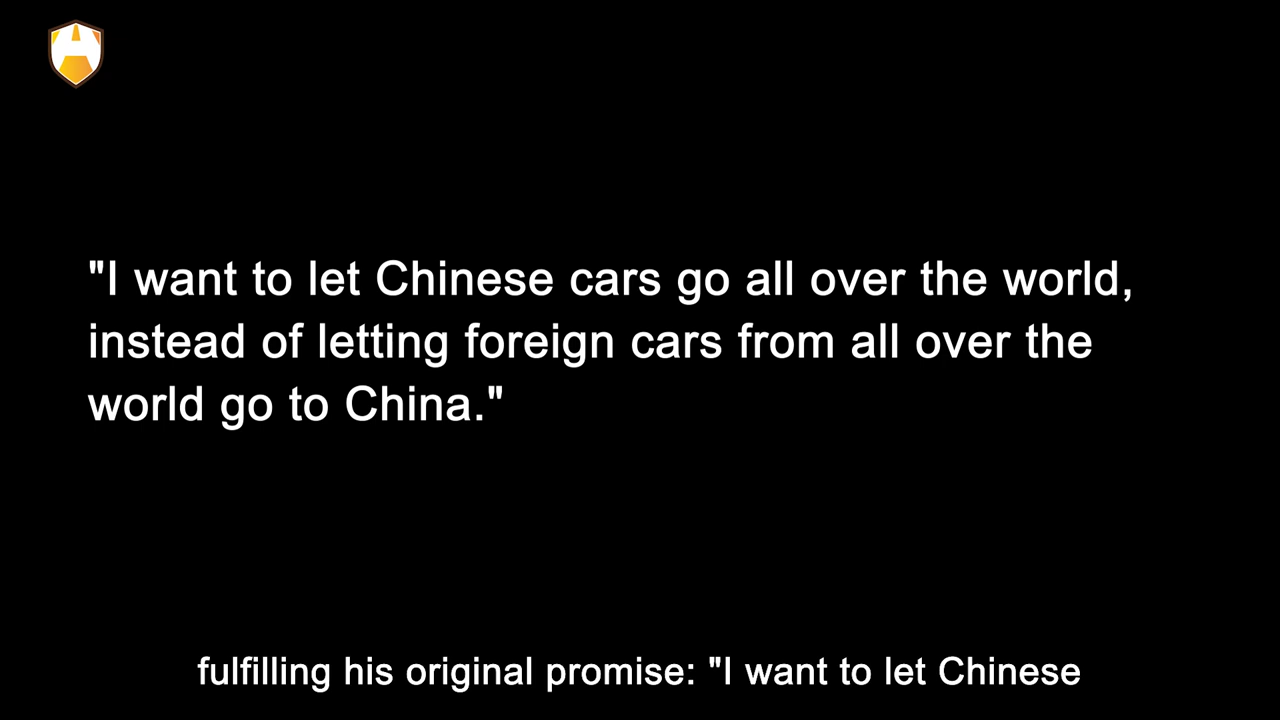 "I want to let Chinese cars go all over the world,
instead of letting foreign cars from all over the
world go to China."
fulfilling his original promise: "I want to let Chinese